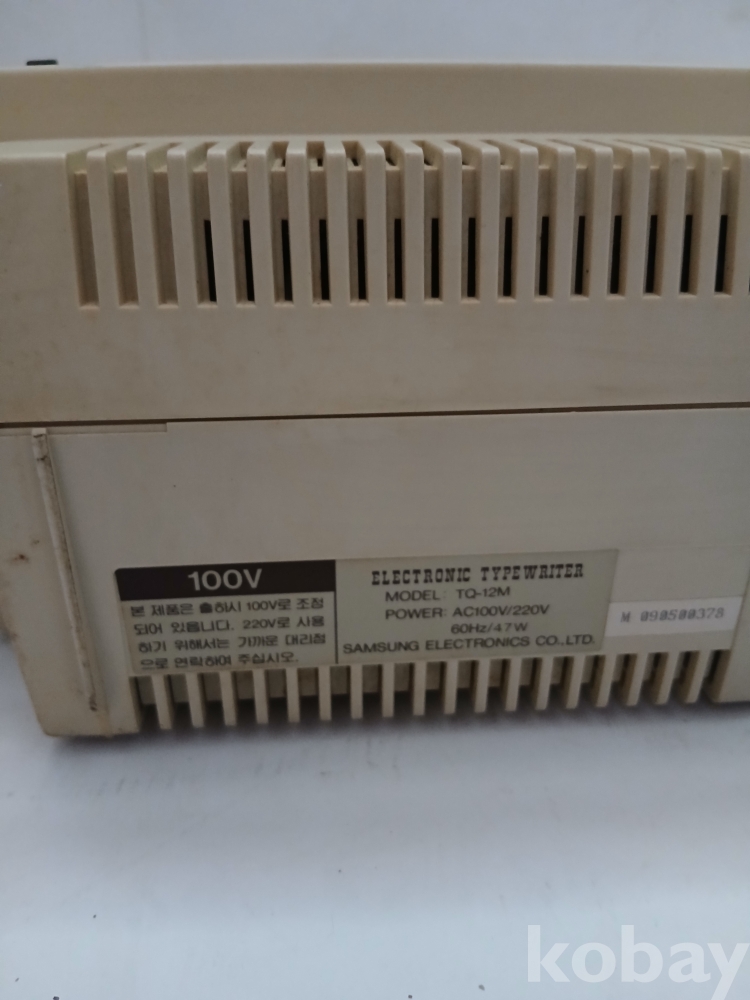 100V
본 제품은 출하시 100V로 조정
되어 있읍니다. 220V로 사용
하기 위해서는 가까운 대리점
으로 연락하여 주십시오.
ELECTRONIC TYPEWRITER
MODEL: TQ-12M
POWER: AC100V/220V
60Hz/47W
SAMSUNG ELECTRONICS CO.,LTD.
M 090500378
kobay